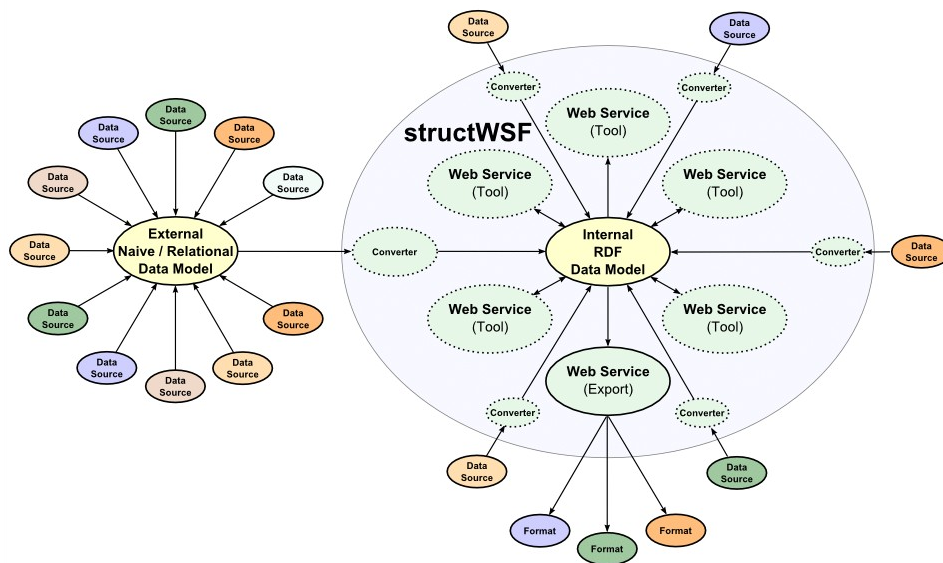 Data
Source
Data
Source
Converter
Converter
Web Service
(Tool)
structWSF
Data
Source
Data
Source
Data
Source
Data
Source
Data
Source
Web Service
(Tool)
Web Service
(Tool)
External
Naive / Relational
Data Model
Internal
RDF
Data Model
Data
Source
Converter
Converter
Data
Source
Data
Source
Data
Source
Web Service
(Tool)
Web Service
(Tool)
Data
Source
Data
Source
Data
Source
Web Service
(Export)
Converter
Converter
Data
Source
Data
Source
Format
Format
Format